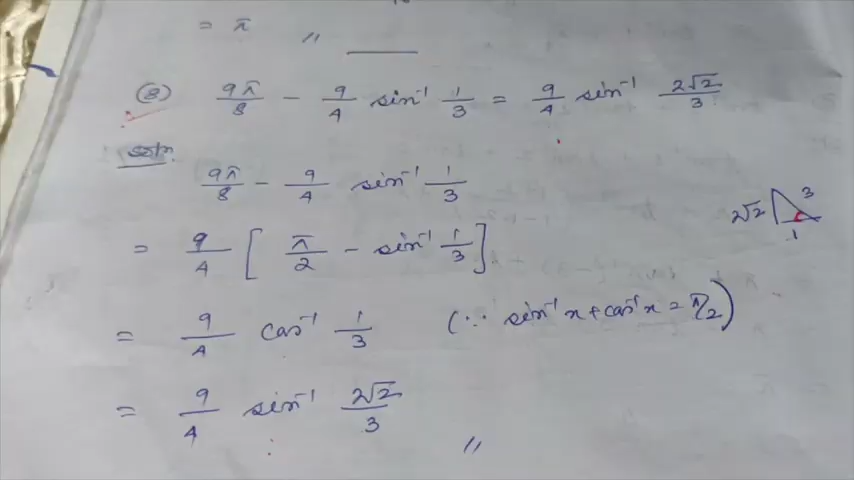 = π //
(8) 9π/8 - 9/4 sin⁻¹ 1/3 = 9/4 sin⁻¹ 2√2/3
soln.
9π/8 - 9/4 sin⁻¹ 1/3
2√2 3 1
= 9/4 [ π/2 - sin⁻¹ 1/3 ]
= 9/4 cos⁻¹ 1/3 (∵ sin⁻¹x + cos⁻¹x = π/2)
= 9/4 sin⁻¹ 2√2/3 //